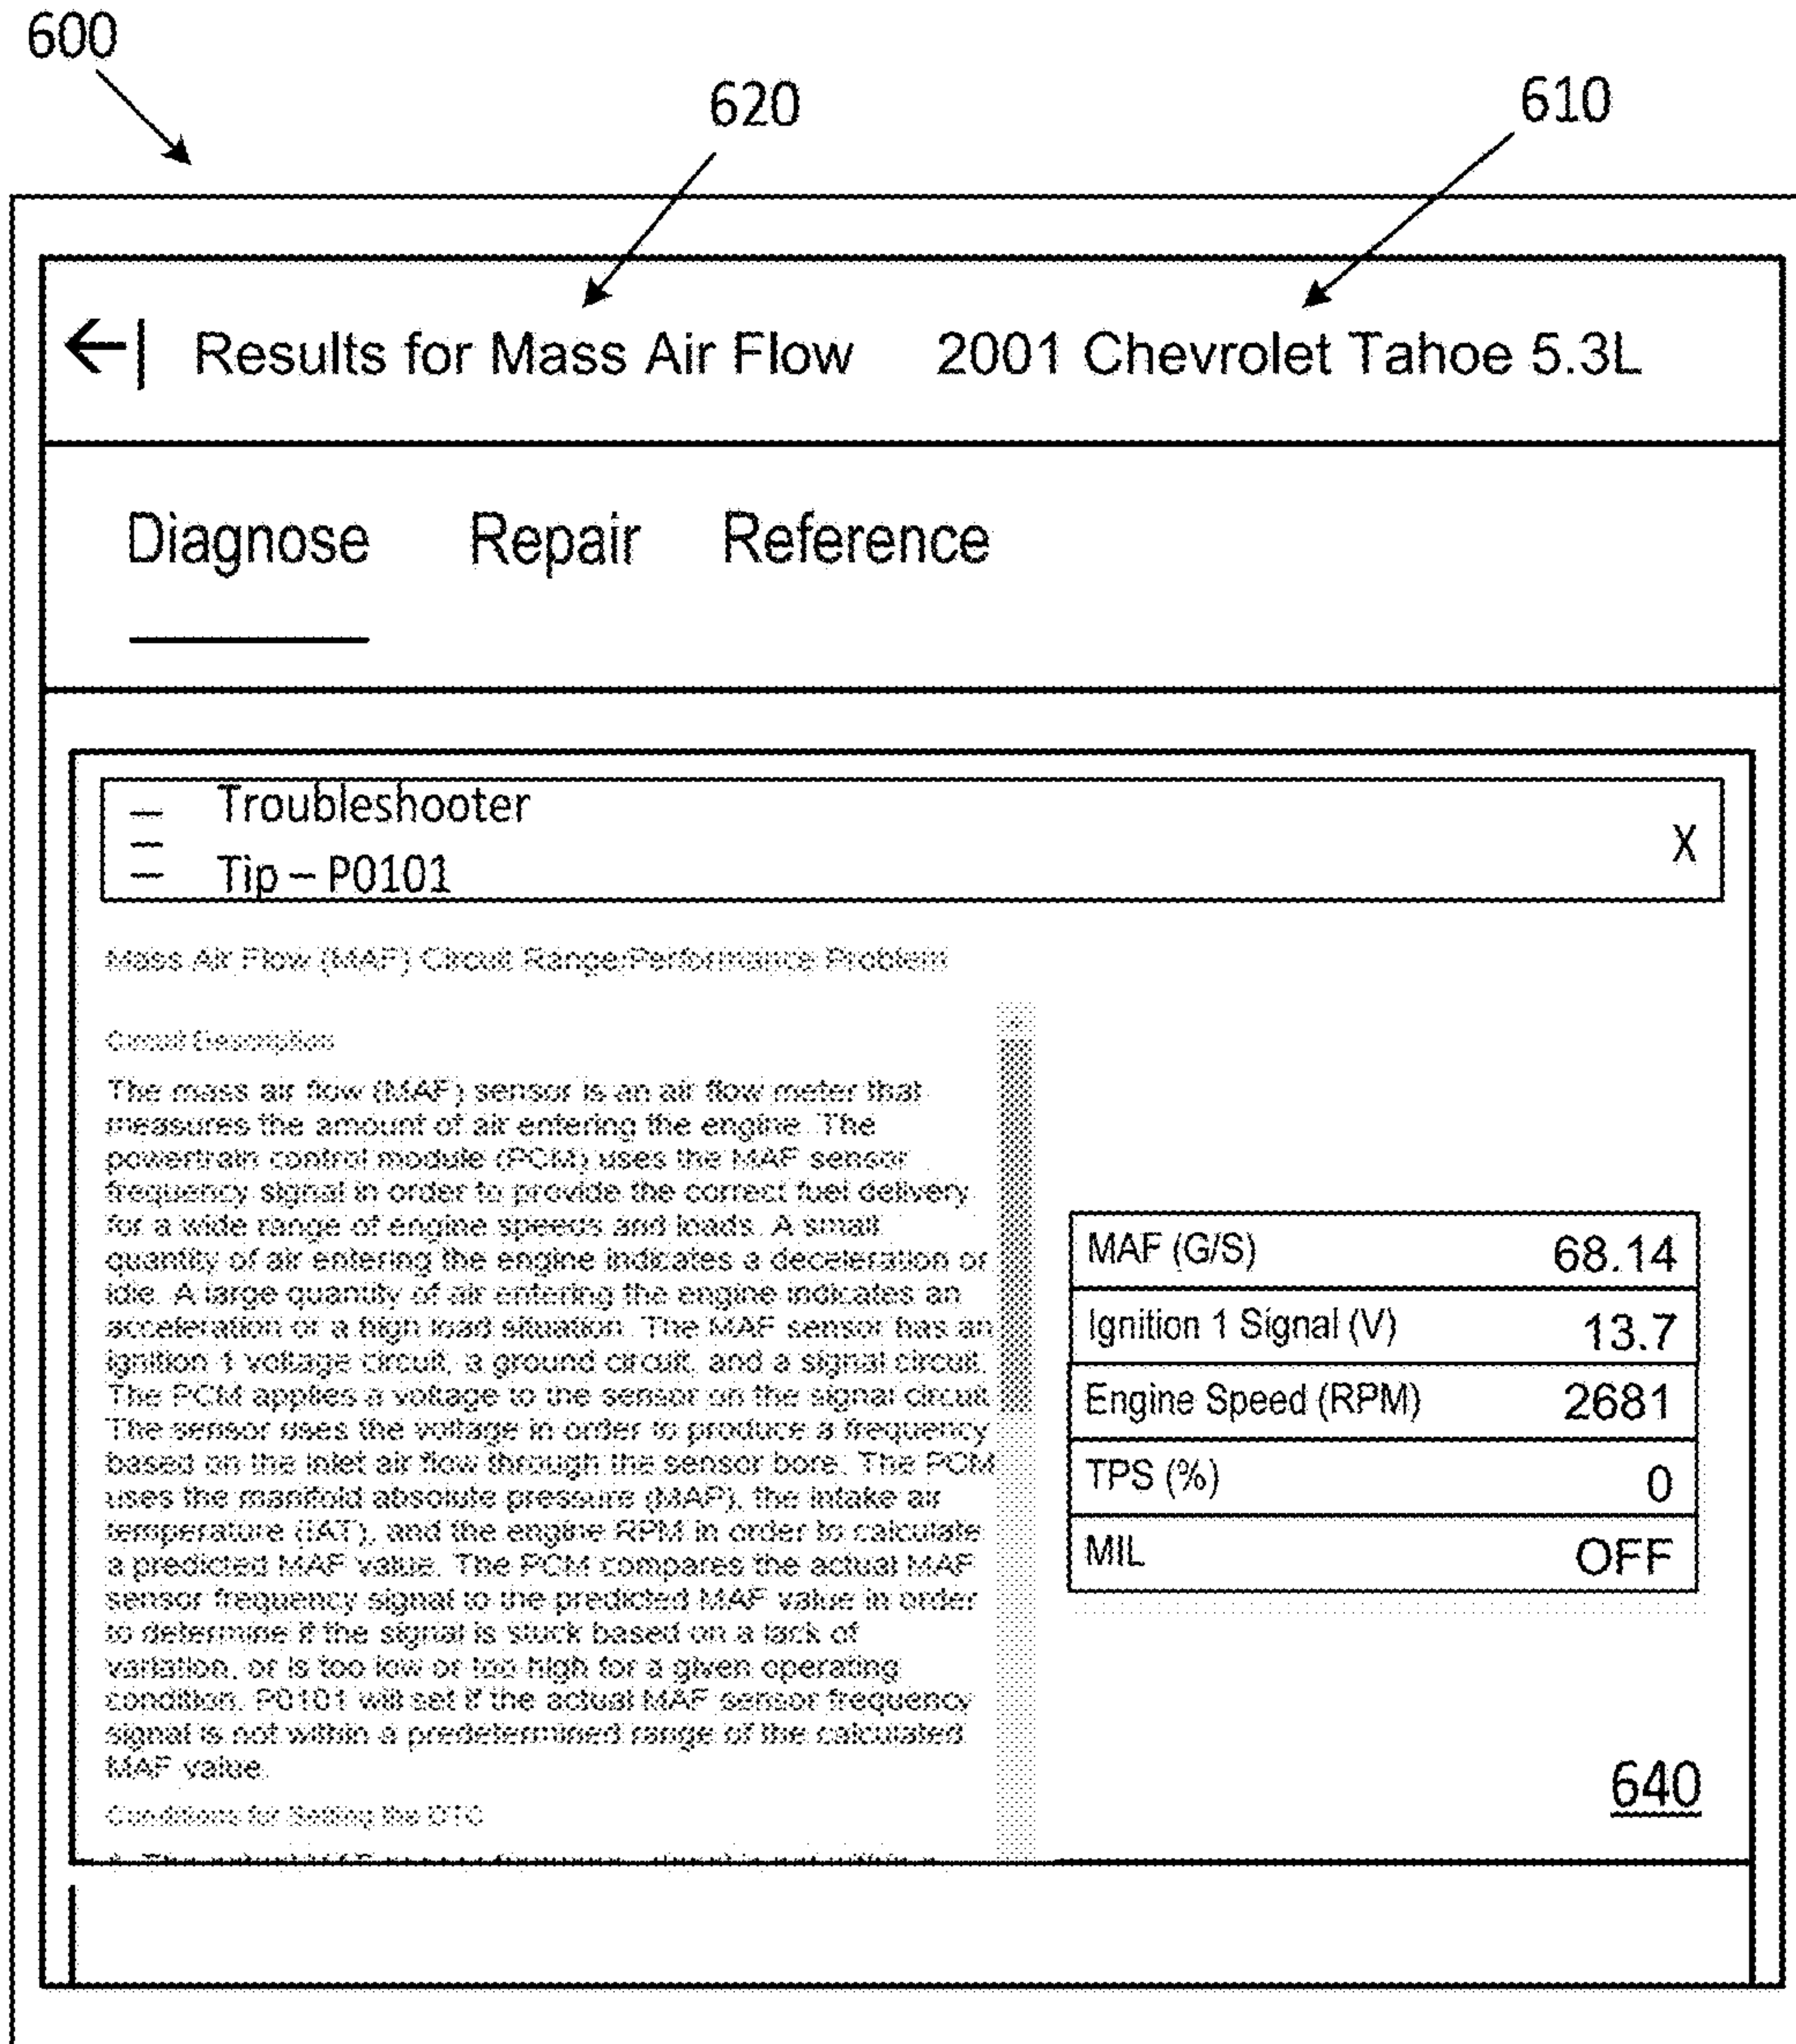 600
620
610
Results for Mass Air Flow 2001 Chevrolet Tahoe 5.3L
Diagnose Repair Reference
Troubleshooter
Tip – P0101
X
Mass Air Flow (MAF) Circuit Range/Performance Problem
Circuit Description
The mass air flow (MAF) sensor is an air flow meter that
measures the amount of air entering the engine. The
powertrain control module (PCM) uses the MAF sensor
frequency signal in order to provide the correct fuel delivery
for a wide range of engine speeds and loads. A small
quantity of air entering the engine indicates a deceleration or
idle. A large quantity of air entering the engine indicates an
acceleration or a high load situation. The MAF sensor has an
ignition 1 voltage circuit, a ground circuit, and a signal circuit.
The PCM applies a voltage to the sensor on the signal circuit.
The sensor uses the voltage in order to produce a frequency
based on the inlet air flow through the sensor bore. The PCM
uses the manifold absolute pressure (MAP), the intake air
temperature (IAT), and the engine RPM in order to calculate
a predicted MAF value. The PCM compares the actual MAF
sensor frequency signal to the predicted MAF value in order
to determine if the signal is stuck based on a lack of
variation, or is too low or too high for a given operating
condition. P0101 will set if the actual MAF sensor frequency
signal is not within a predetermined range of the calculated
MAF value.
Conditions for Setting the DTC
MAF (G/S) 68.14
Ignition 1 Signal (V) 13.7
Engine Speed (RPM) 2681
TPS (%) 0
MIL OFF
640